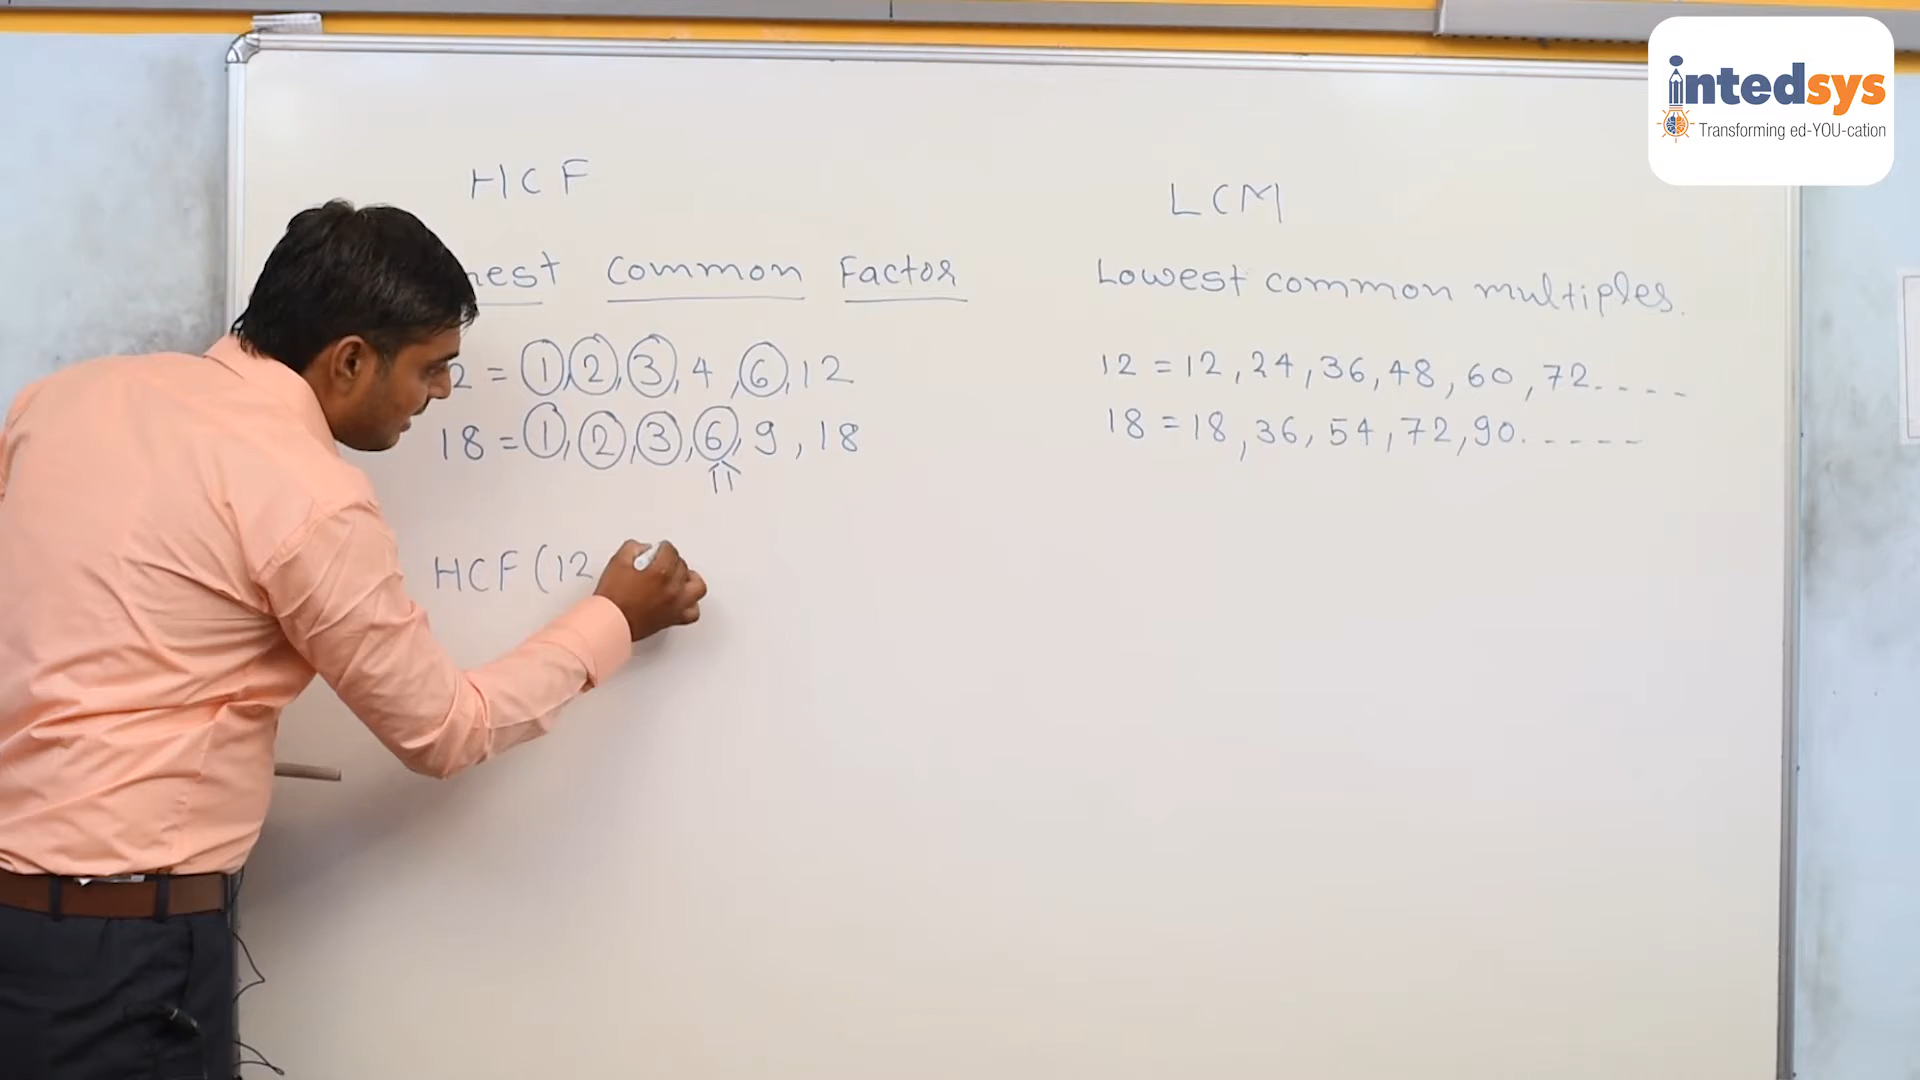 intedsys
Transforming ed-YOU-cation
HCF
Common Factor
12 = 1, 2, 3, 4, 6, 12
18 = 1, 2, 3, 6, 9, 18
HCF (12
LCM
Lowest common multiples.
12 = 12, 24, 36, 48, 60, 72. - - - -
18 = 18, 36, 54, 72, 90. - - - - -